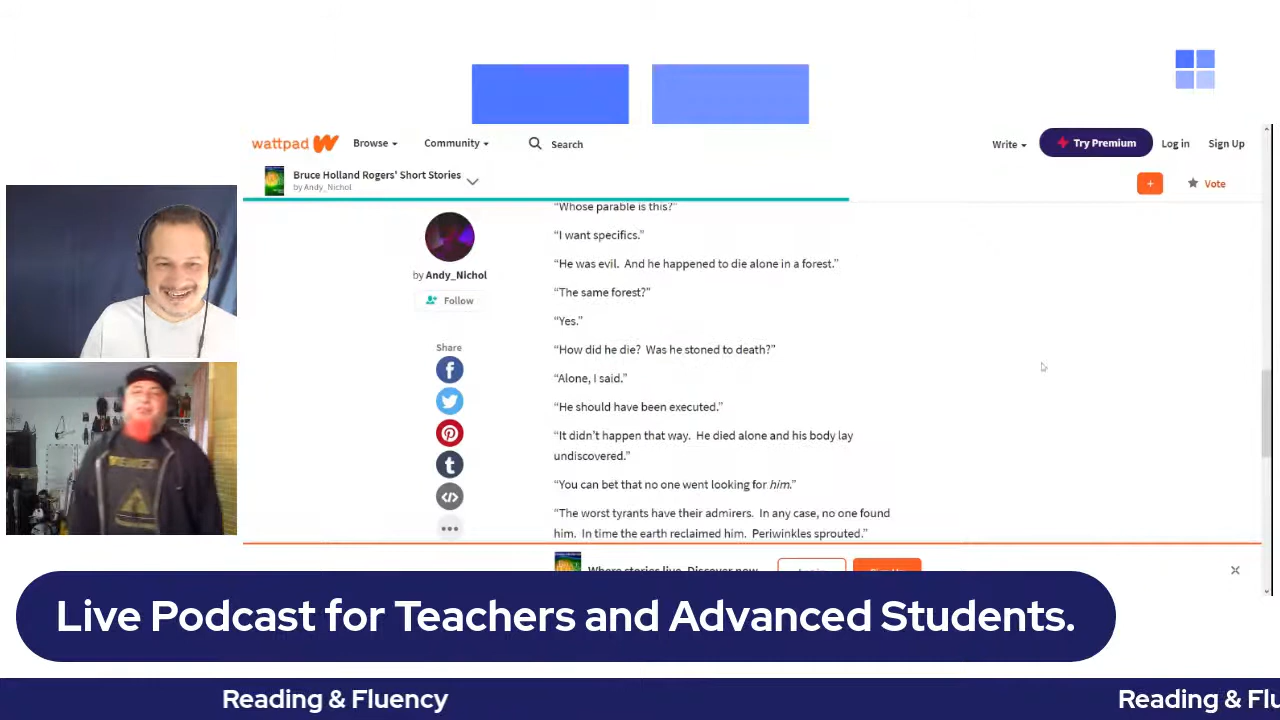 wattpad
Browse
Community
Search
Write
Try Premium
Log in
Sign Up
Bruce Holland Rogers' Short Stories
by Andy_Nichol
+
Vote
by Andy_Nichol
Follow
Share
“Whose parable is this?”
“I want specifics.”
“He was evil. And he happened to die alone in a forest.”
“The same forest?”
“Yes.”
“How did he die? Was he stoned to death?”
“Alone, I said.”
“He should have been executed.”
“It didn’t happen that way. He died alone and his body lay
undiscovered.”
“You can bet that no one went looking for him.”
“The worst tyrants have their admirers. In any case, no one found
him. In time the earth reclaimed him. Periwinkles sprouted.”
Where stories live. Discover now
Live Podcast for Teachers and Advanced Students.
Reading & Fluency
Reading & Flu